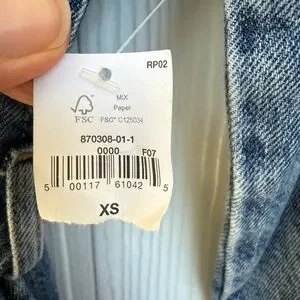 RP02
MIX
Paper
FSC
FSC® C125034
870308-01-1
0000 F07
5 00117 61042 5
XS